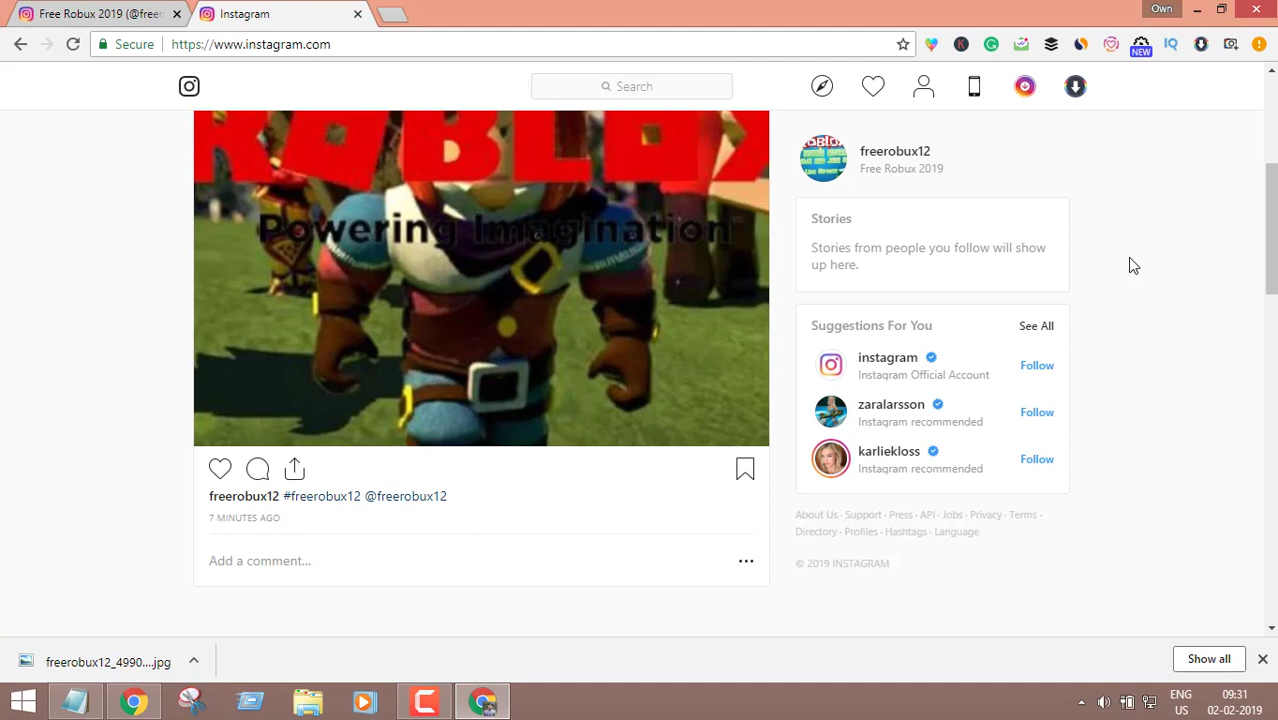 Free Robux 2019 (@freer
Instagram
Own
Secure
https://www.instagram.com
NEW
Search
ROBLOX
Powering Imagination
freerobux12
Free Robux 2019
Stories
Stories from people you follow will show
up here.
Suggestions For You
See All
instagram
Instagram Official Account
Follow
zaralarsson
Instagram recommended
Follow
karliekloss
Instagram recommended
Follow
About Us · Support · Press · API · Jobs · Privacy · Terms ·
Directory · Profiles · Hashtags · Language
© 2019 INSTAGRAM
freerobux12 #freerobux12 @freerobux12
7 MINUTES AGO
Add a comment...
freerobux12_4990....jpg
Show all
ENG
09:31
US
02-02-2019